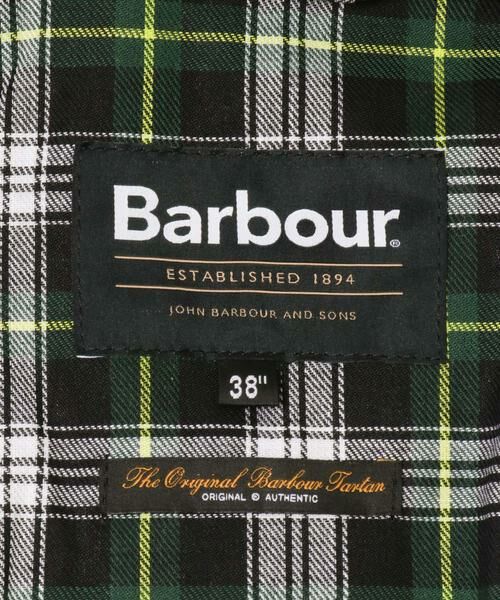 Barbour®
ESTABLISHED 1894
JOHN BARBOUR AND SONS
38"
The Original Barbour Tartan
ORIGINAL © AUTHENTIC